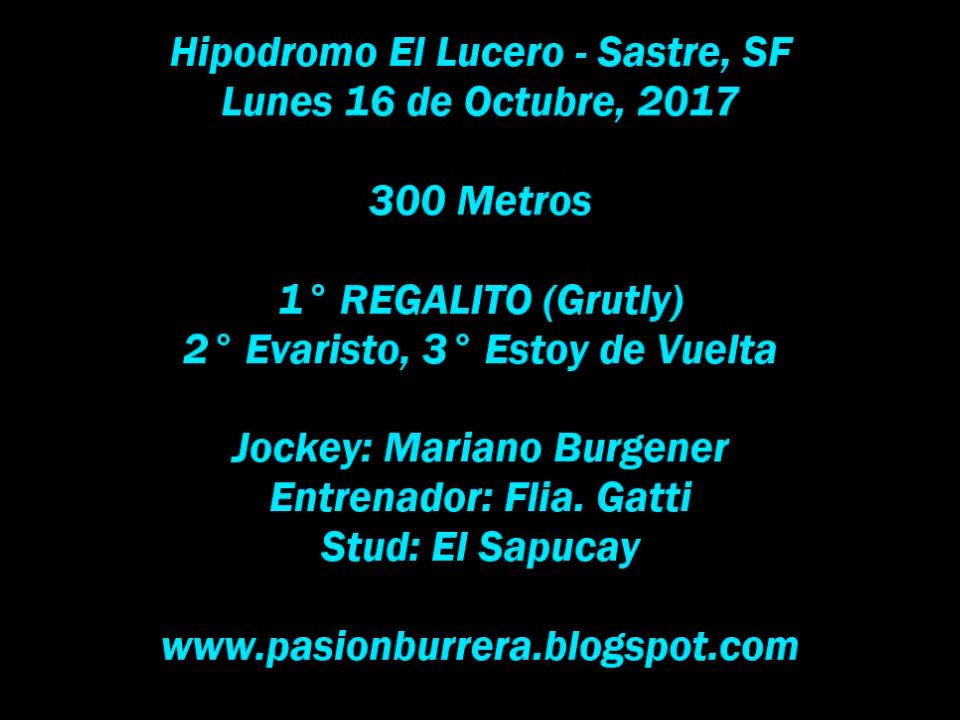 Hipodromo El Lucero - Sastre, SF
Lunes 16 de Octubre, 2017
300 Metros
1° REGALITO (Grutly)
2° Evaristo, 3° Estoy de Vuelta
Jockey: Mariano Burgener
Entrenador: Flia. Gatti
Stud: El Sapucay
www.pasionburrera.blogspot.com